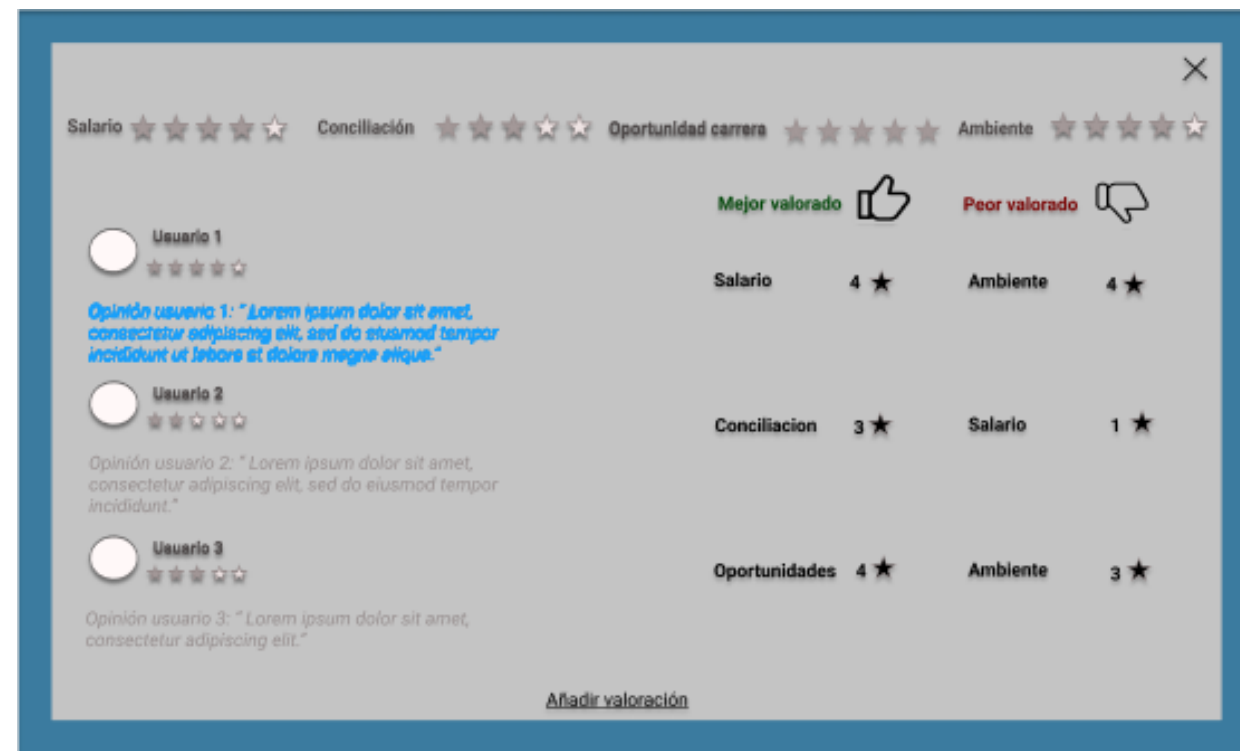 Salario Conciliación Oportunidad carrera Ambiente
Mejor valorado Peor valorado
Usuario 1
Salario 4 ★ Ambiente 4 ★
Opinión usuario 1: “ Lorem ipsum dolor sit amet,
consectetur adipiscing elit, sed do eiusmod tempor
incididunt ut labore et dolore magna aliqua.”
Usuario 2
Conciliacion 3 ★ Salario 1 ★
Opinión usuario 2: “ Lorem ipsum dolor sit amet,
consectetur adipiscing elit, sed do eiusmod tempor
incididunt.”
Usuario 3
Oportunidades 4 ★ Ambiente 3 ★
Opinión usuario 3: “ Lorem ipsum dolor sit amet,
consectetur adipiscing elit.”
Añadir valoración